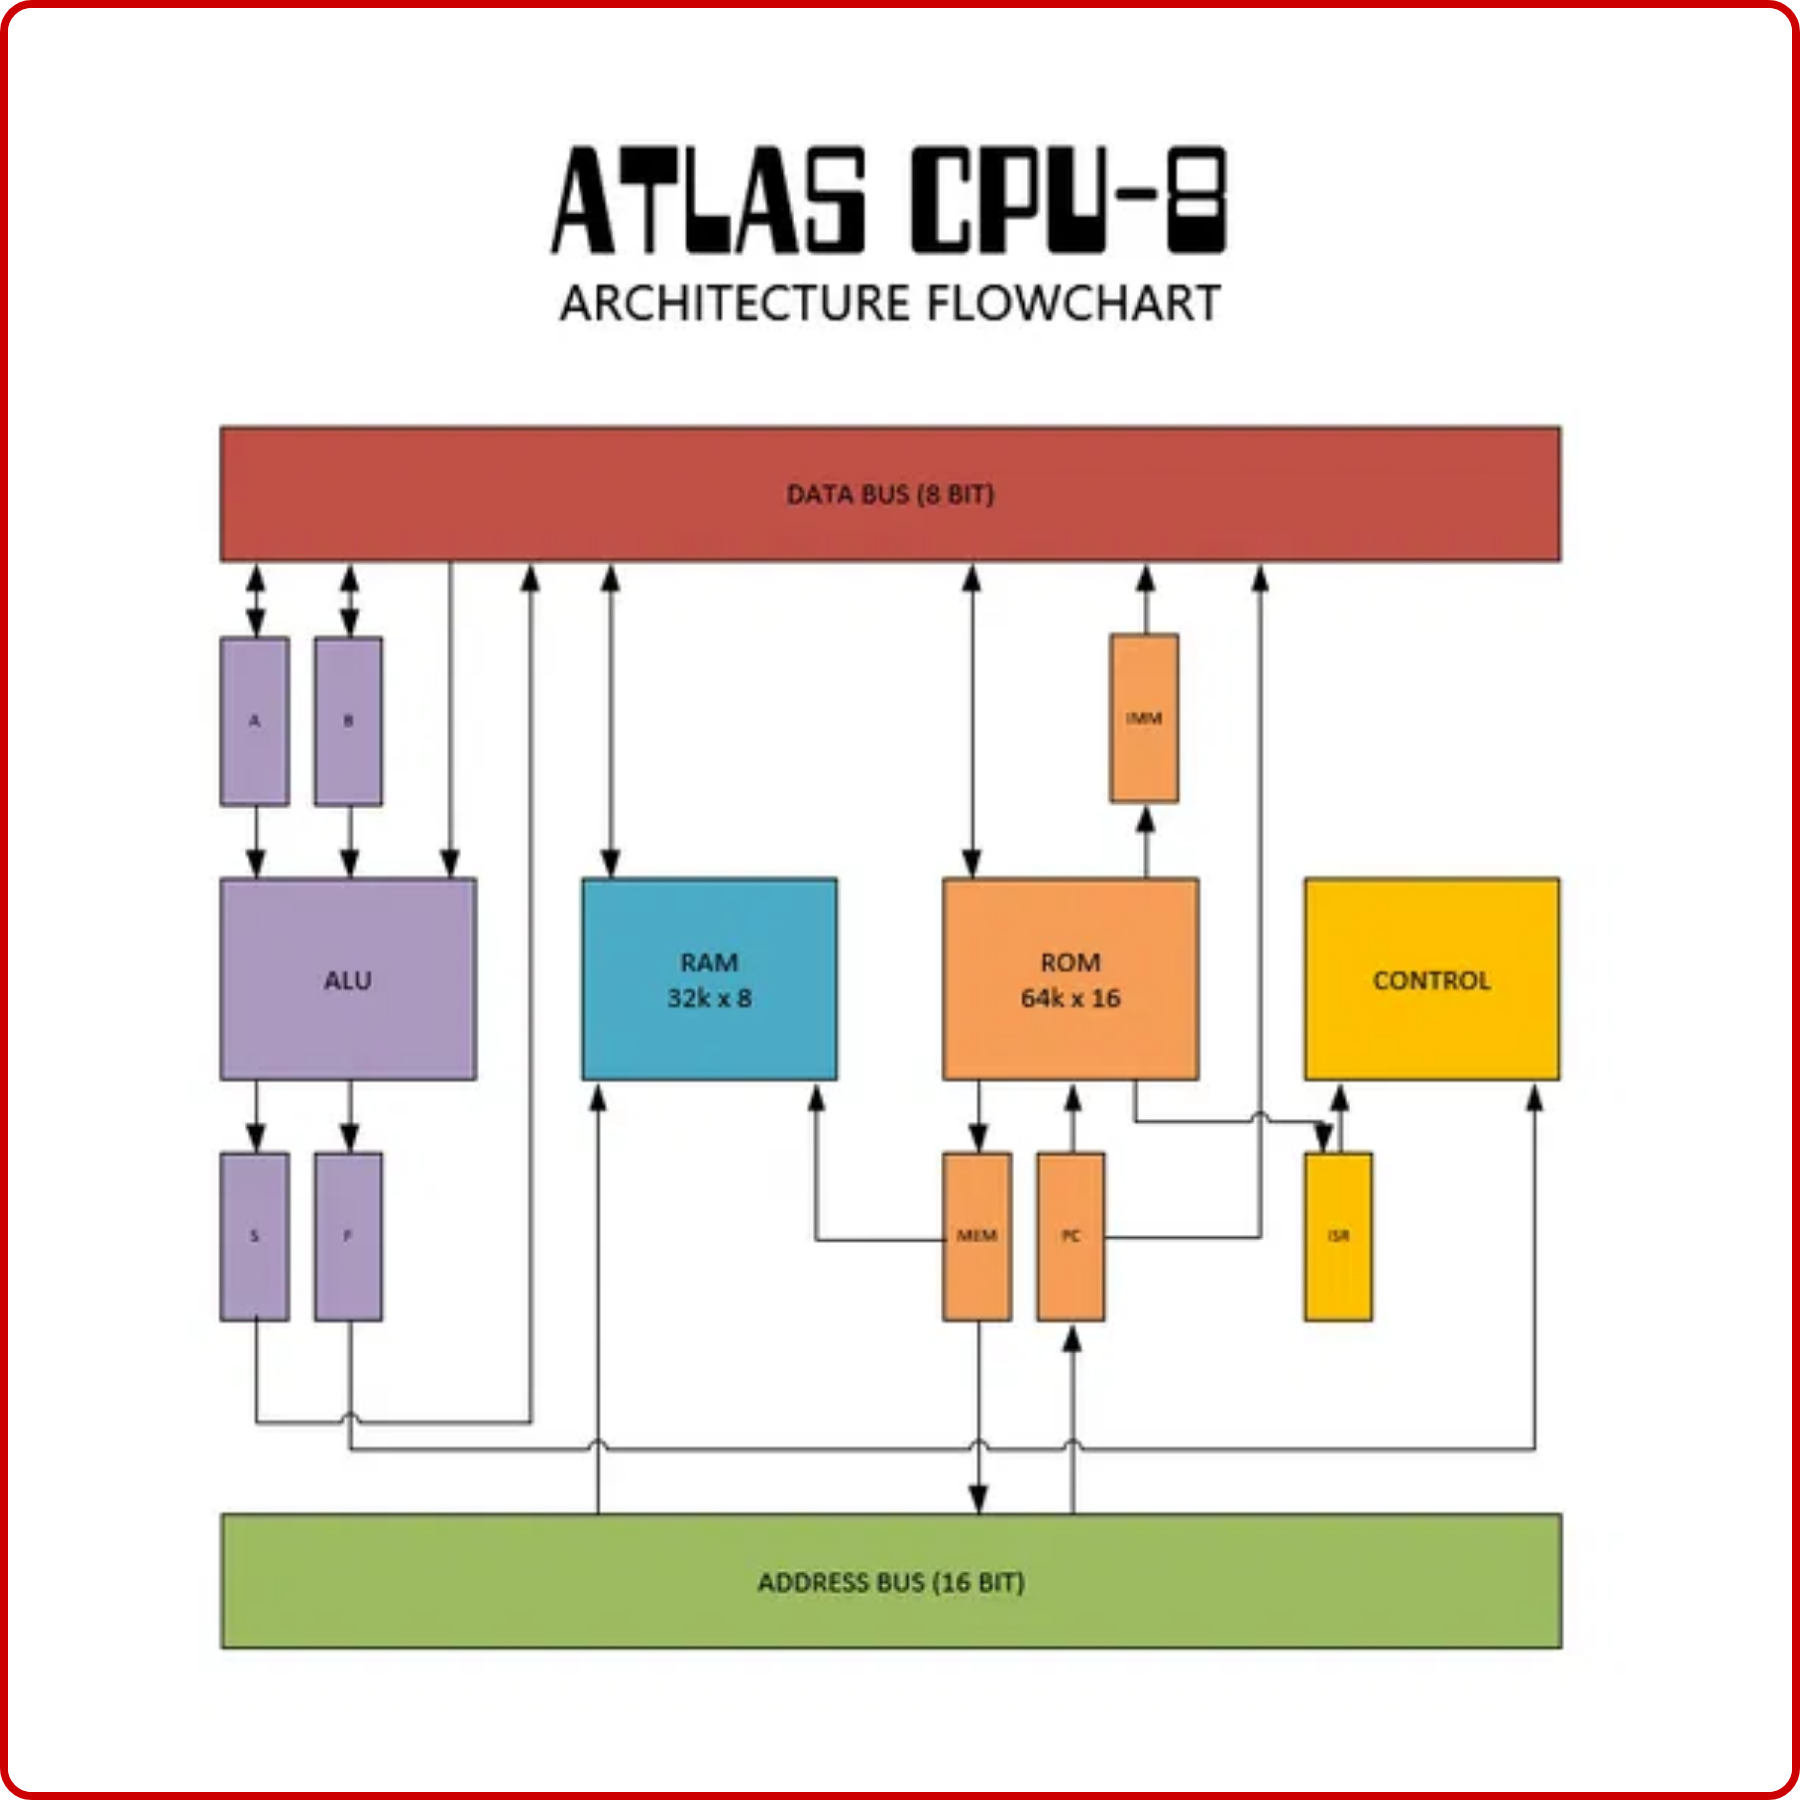 ATLAS CPU-8
ARCHITECTURE FLOWCHART
DATA BUS (8 BIT)
A
B
IMM
ALU
RAM
32k x 8
ROM
64k x 16
CONTROL
S
F
MEM
PC
ISR
ADDRESS BUS (16 BIT)